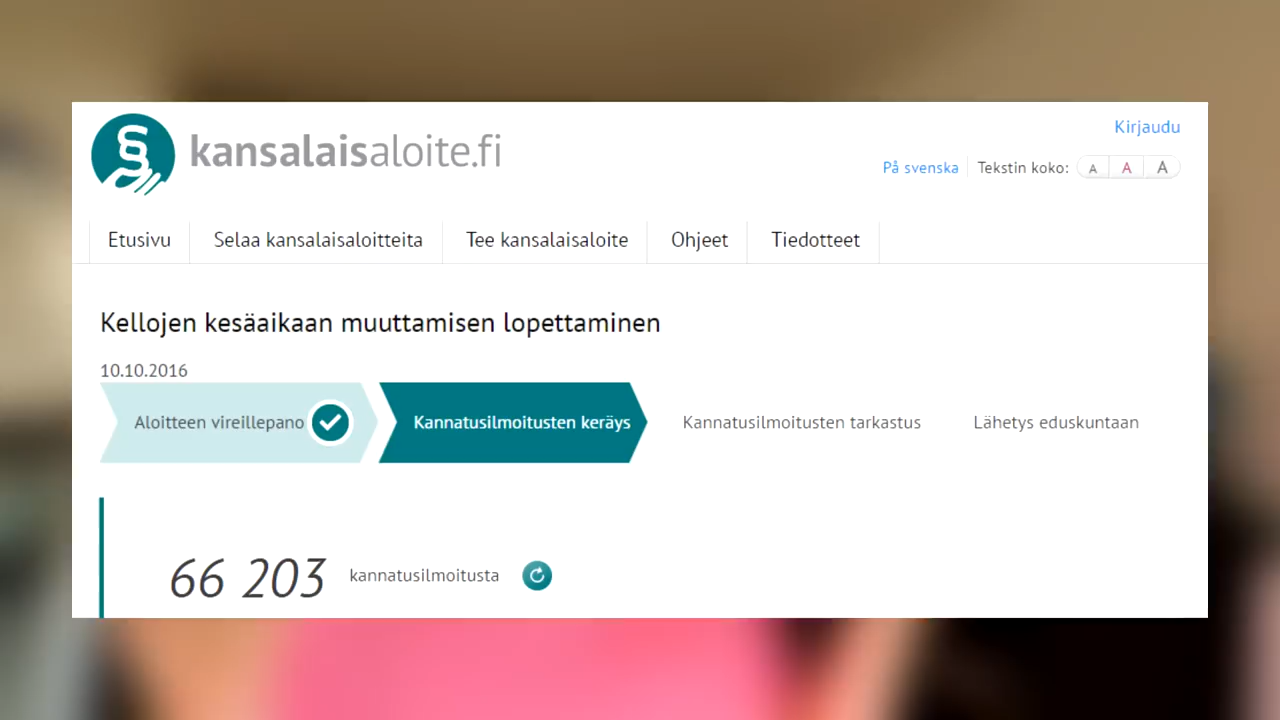 kansalaisaloite.fi
Kirjaudu
På svenska Tekstin koko: A A A
Etusivu Selaa kansalaisaloitteita Tee kansalaisaloite Ohjeet Tiedotteet
Kellojen kesäaikaan muuttamisen lopettaminen
10.10.2016
Aloitteen vireillepano Kannatusilmoitusten keräys Kannatusilmoitusten tarkastus Lähetys eduskuntaan
66 203 kannatusilmoitusta